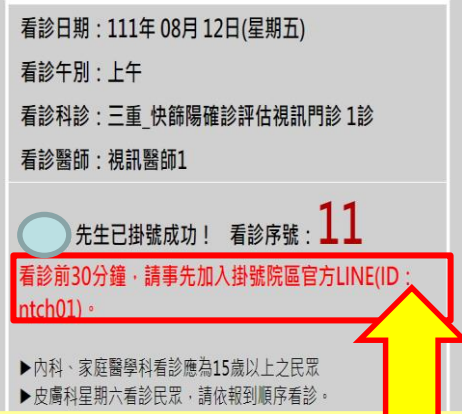 看診日期：111年 08月 12日(星期五)
看診午別：上午
看診科診：三重_快篩陽確診評估視訊門診 1診
看診醫師：視訊醫師1
先生已掛號成功！ 看診序號：11
看診前30分鐘，請事先加入掛號院區官方LINE(ID：
ntch01)。
▶內科、家庭醫學科看診應為15歲以上之民眾
▶皮膚科星期六看診民眾，請依報到順序看診。